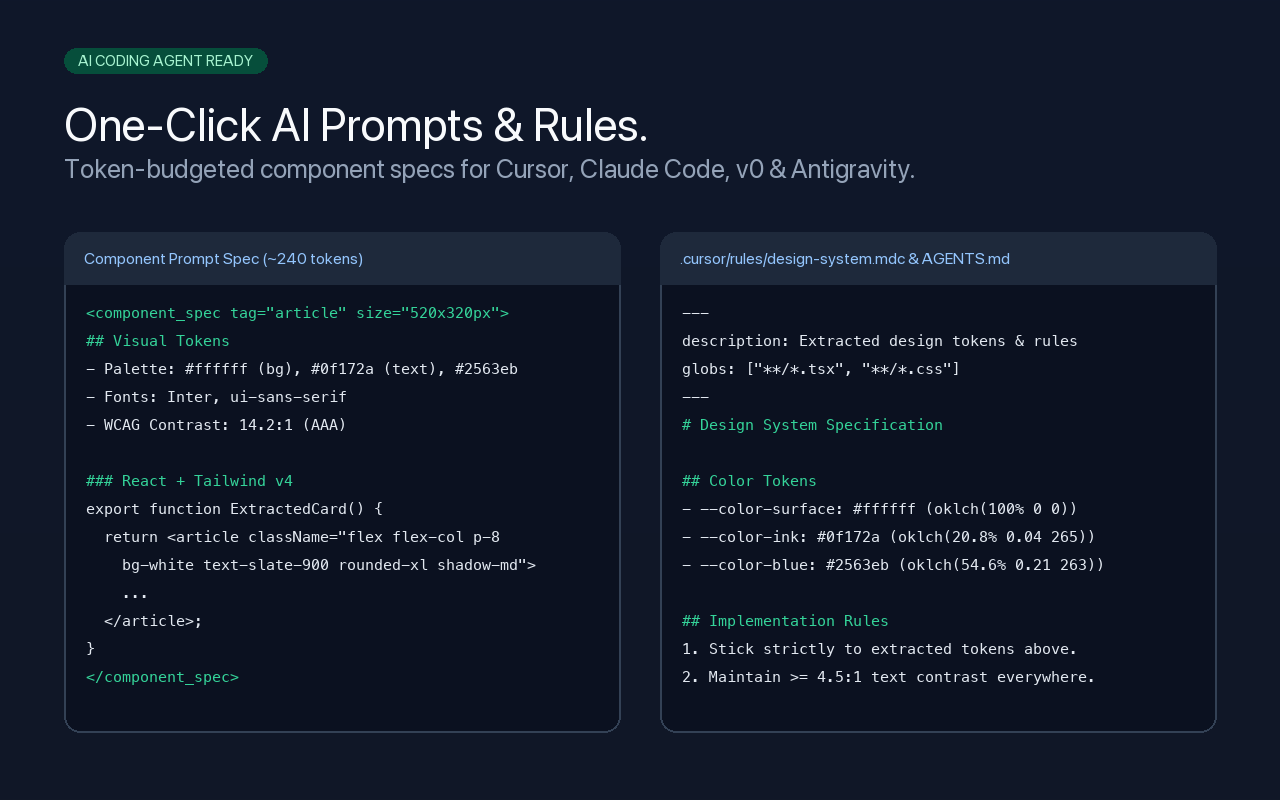 AI CODING AGENT READY
One-Click AI Prompts & Rules.
Token-budgeted component specs for Cursor, Claude Code, v0 & Antigravity.
Component Prompt Spec (~240 tokens)
<component_spec tag="article" size="520x320px">
## Visual Tokens
- Palette: #ffffff (bg), #0f172a (text), #2563eb
- Fonts: Inter, ui-sans-serif
- WCAG Contrast: 14.2:1 (AAA)
### React + Tailwind v4
export function ExtractedCard() {
  return <article className="flex flex-col p-8
    bg-white text-slate-900 rounded-xl shadow-md">
    ...
  </article>;
}
</component_spec>
.cursor/rules/design-system.mdc & AGENTS.md
---
description: Extracted design tokens & rules
globs: ["**/*.tsx", "**/*.css"]
---
# Design System Specification
## Color Tokens
- --color-surface: #ffffff (oklch(100% 0 0))
- --color-ink: #0f172a (oklch(20.8% 0.04 265))
- --color-blue: #2563eb (oklch(54.6% 0.21 263))
## Implementation Rules
1. Stick strictly to extracted tokens above.
2. Maintain >= 4.5:1 text contrast everywhere.